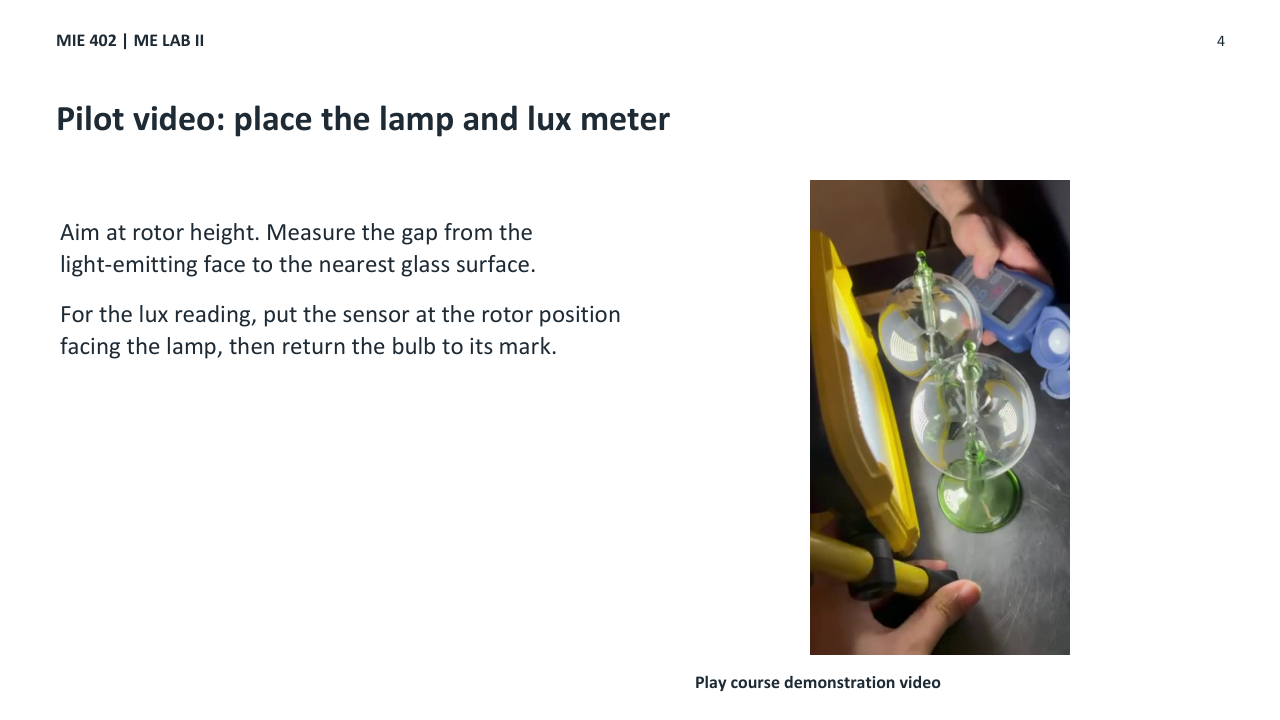 MIE 402 | ME LAB II
4
Pilot video: place the lamp and lux meter
Aim at rotor height. Measure the gap from the
light-emitting face to the nearest glass surface.
For the lux reading, put the sensor at the rotor position
facing the lamp, then return the bulb to its mark.
Play course demonstration video